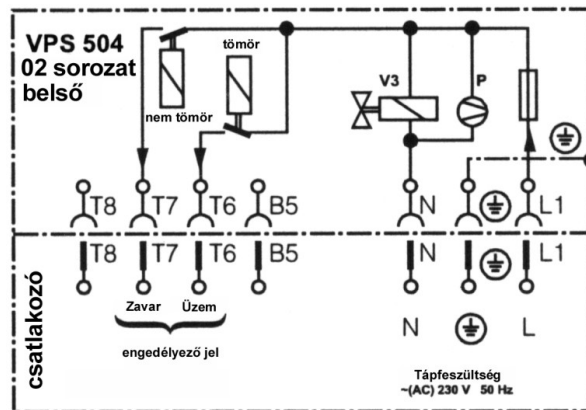 VPS 504
02 sorozat
belső
tömör
nem tömör
V3
P
T8 T7 T6 B5 N L1
T8 T7 T6 B5 N L1
csatlakozó
Zavar Üzem
N L
engedélyező jel
Tápfeszültség
~(AC) 230 V 50 Hz